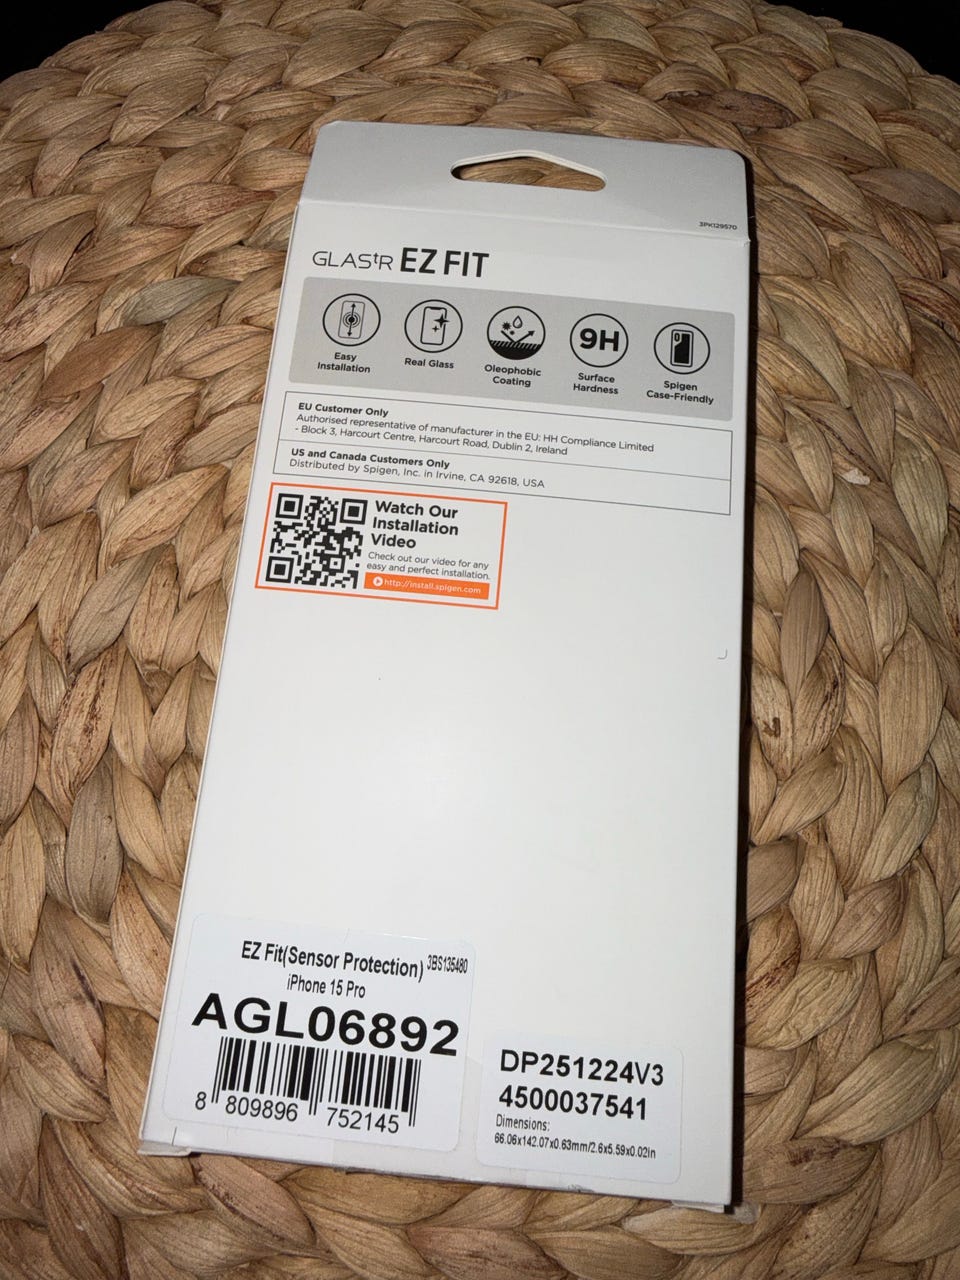 3PK129570
GLAStR EZ FIT
Easy
Installation
Real Glass
Oleophobic
Coating
9H
Surface
Hardness
Spigen
Case-Friendly
EU Customer Only
Authorised representative of manufacturer in the EU: HH Compliance Limited
- Block 3, Harcourt Centre, Harcourt Road, Dublin 2, Ireland
US and Canada Customers Only
Distributed by Spigen, Inc. in Irvine, CA 92618, USA
Watch Our
Installation
Video
Check out our video for any
easy and perfect installation.
http://install.spigen.com
EZ Fit(Sensor Protection) 3BS135480
iPhone 15 Pro
AGL06892
8 809896 752145
DP251224V3
4500037541
Dimensions:
66.06x142.07x0.63mm/2.6x5.59x0.02in